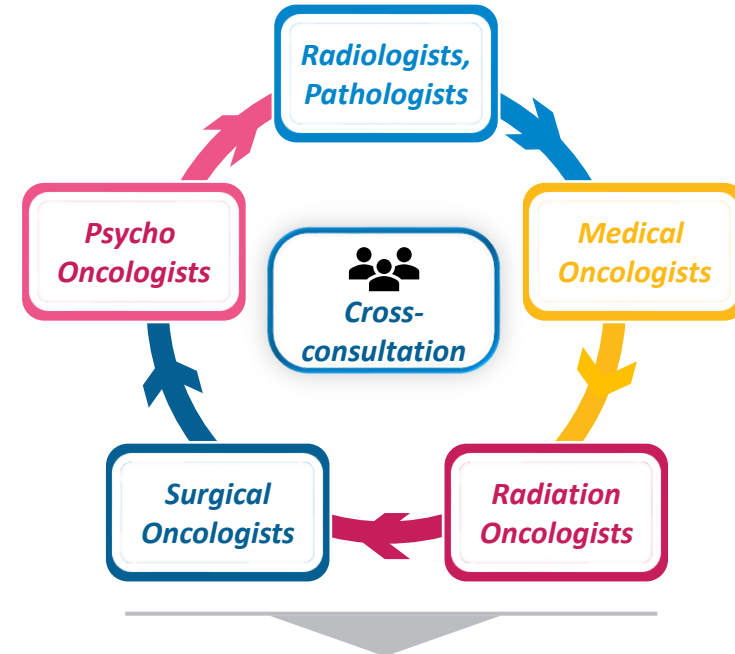 Radiologists,
Pathologists
Psycho
Oncologists
Medical
Oncologists
Cross-
consultation
Surgical
Oncologists
Radiation
Oncologists